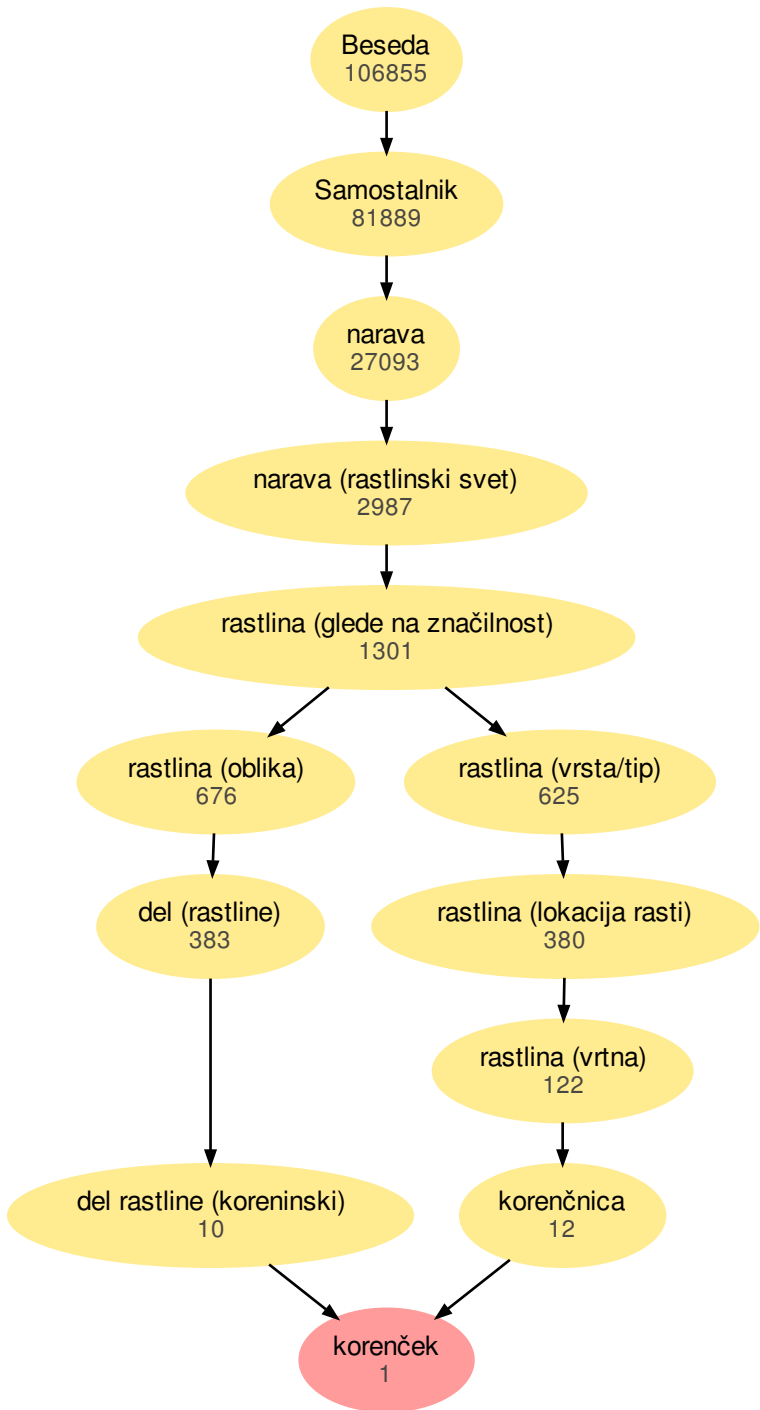 Beseda
106855
Samostalnik
81889
narava
27093
narava (rastlinski svet)
2987
rastlina (glede na značilnost)
1301
rastlina (oblika)
676
rastlina (vrsta/tip)
625
del (rastline)
383
rastlina (lokacija rasti)
380
rastlina (vrtna)
122
del rastline (koreninski)
10
korenčnica
12
korenček
1